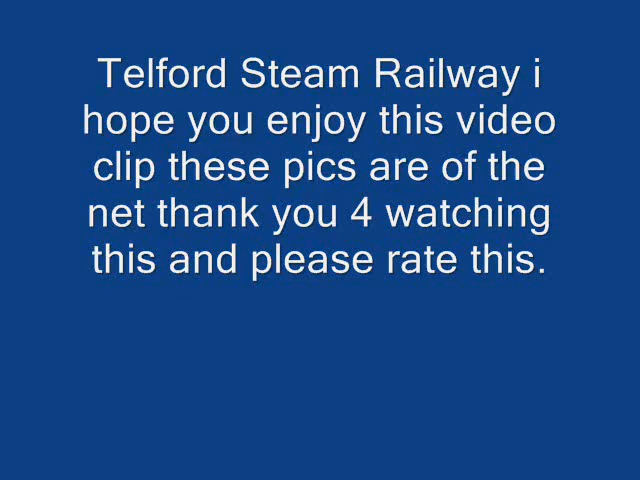 Telford Steam Railway i
hope you enjoy this video
clip these pics are of the
net thank you 4 watching
this and please rate this.